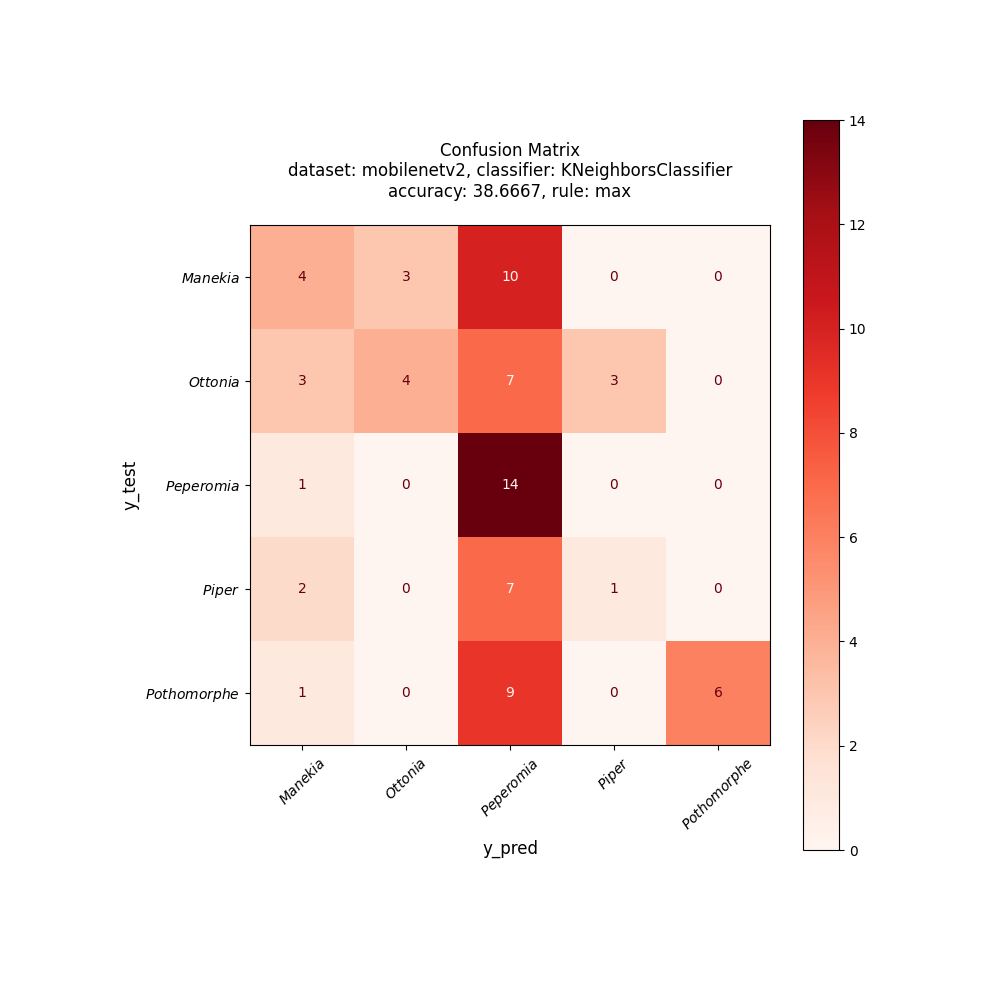 Confusion Matrix
dataset: mobilenetv2, classifier: KNeighborsClassifier
accuracy: 38.6667, rule: max
y_test
Manekia 4 3 10 0 0
Ottonia 3 4 7 3 0
Peperomia 1 0 14 0 0
Piper 2 0 7 1 0
Pothomorphe 1 0 9 0 6
Manekia Ottonia Peperomia Piper Pothomorphe
y_pred
14
12
10
8
6
4
2
0